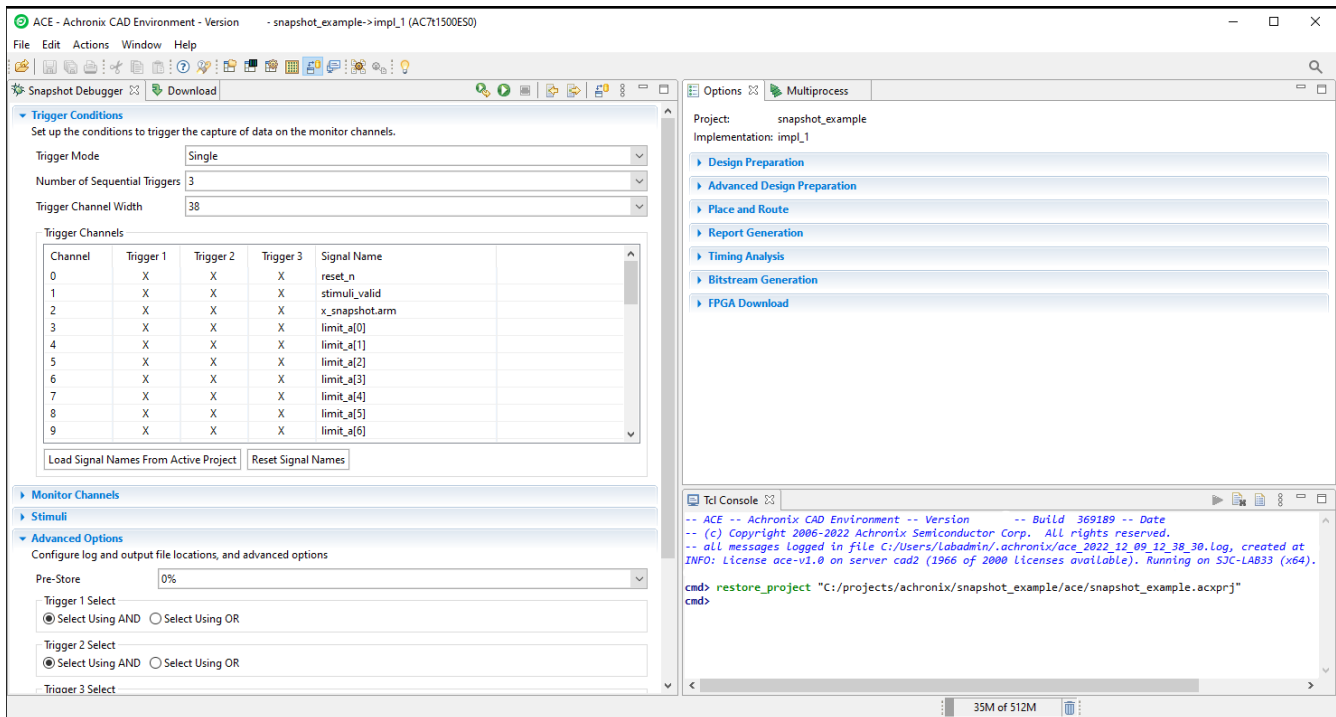 ACE - Achronix CAD Environment - Version - snapshot_example->impl_1 (AC7t1500ES0)
File Edit Actions Window Help
Snapshot Debugger Download
Trigger Conditions
Set up the conditions to trigger the capture of data on the monitor channels.
Trigger Mode Single
Number of Sequential Triggers 3
Trigger Channel Width 38
Trigger Channels
Channel Trigger 1 Trigger 2 Trigger 3 Signal Name
0 X X X reset_n
1 X X X stimuli_valid
2 X X X x_snapshot.arm
3 X X X limit_a[0]
4 X X X limit_a[1]
5 X X X limit_a[2]
6 X X X limit_a[3]
7 X X X limit_a[4]
8 X X X limit_a[5]
9 X X X limit_a[6]
Load Signal Names From Active Project Reset Signal Names
Monitor Channels
Stimuli
Advanced Options
Configure log and output file locations, and advanced options
Pre-Store 0%
Trigger 1 Select
Select Using AND Select Using OR
Trigger 2 Select
Select Using AND Select Using OR
Trigger 3 Select
Options Multiprocess
Project: snapshot_example
Implementation: impl_1
Design Preparation
Advanced Design Preparation
Place and Route
Report Generation
Timing Analysis
Bitstream Generation
FPGA Download
Tcl Console
-- ACE -- Achronix CAD Environment -- Version -- Build 369189 -- Date
-- (c) Copyright 2006-2022 Achronix Semiconductor Corp. All rights reserved.
-- all messages logged in file C:/Users/labadmin/.achronix/ace_2022_12_09_12_38_30.log, created at
INFO: License ace-v1.0 on server cad2 (1966 of 2000 licenses available). Running on SJC-LAB33 (x64).
cmd> restore_project "C:/projects/achronix/snapshot_example/ace/snapshot_example.acxprj"
cmd>
35M of 512M